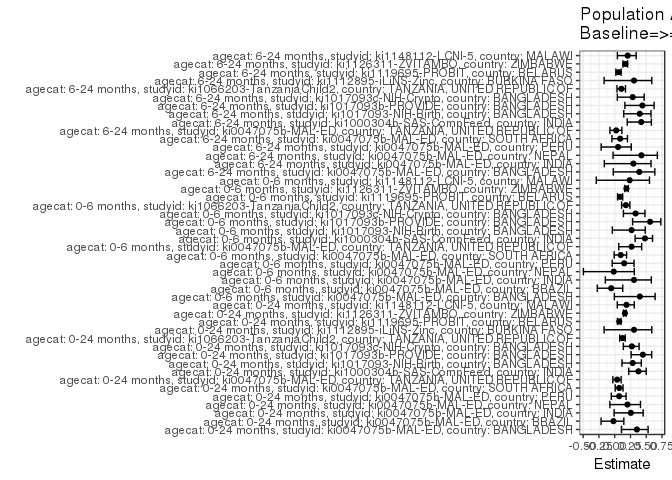 Population A
Baseline=>=
agecat: 6-24 months, studyid: ki1148112-LCNI-5, country: MALAWI
agecat: 6-24 months, studyid: ki1126311-ZVITAMBO, country: ZIMBABWE
agecat: 6-24 months, studyid: ki1119695-PROBIT, country: BELARUS
agecat: 6-24 months, studyid: ki1112895-iLiNS-Zinc, country: BURKINA FASO
agecat: 6-24 months, studyid: ki1066203-TanzaniaChild2, country: TANZANIA, UNITED REPUBLIC OF
agecat: 6-24 months, studyid: ki1017093c-NIH-Crypto, country: BANGLADESH
agecat: 6-24 months, studyid: ki1017093b-PROVIDE, country: BANGLADESH
agecat: 6-24 months, studyid: ki1017093-NIH-Birth, country: BANGLADESH
agecat: 6-24 months, studyid: ki1000304b-SAS-CompFeed, country: INDIA
agecat: 6-24 months, studyid: ki0047075b-MAL-ED, country: TANZANIA, UNITED REPUBLIC OF
agecat: 6-24 months, studyid: ki0047075b-MAL-ED, country: SOUTH AFRICA
agecat: 6-24 months, studyid: ki0047075b-MAL-ED, country: PERU
agecat: 6-24 months, studyid: ki0047075b-MAL-ED, country: NEPAL
agecat: 6-24 months, studyid: ki0047075b-MAL-ED, country: INDIA
agecat: 6-24 months, studyid: ki0047075b-MAL-ED, country: BANGLADESH
agecat: 0-6 months, studyid: ki1148112-LCNI-5, country: MALAWI
agecat: 0-6 months, studyid: ki1126311-ZVITAMBO, country: ZIMBABWE
agecat: 0-6 months, studyid: ki1119695-PROBIT, country: BELARUS
agecat: 0-6 months, studyid: ki1066203-TanzaniaChild2, country: TANZANIA, UNITED REPUBLIC OF
agecat: 0-6 months, studyid: ki1017093c-NIH-Crypto, country: BANGLADESH
agecat: 0-6 months, studyid: ki1017093b-PROVIDE, country: BANGLADESH
agecat: 0-6 months, studyid: ki1017093-NIH-Birth, country: BANGLADESH
agecat: 0-6 months, studyid: ki1000304b-SAS-CompFeed, country: INDIA
agecat: 0-6 months, studyid: ki0047075b-MAL-ED, country: TANZANIA, UNITED REPUBLIC OF
agecat: 0-6 months, studyid: ki0047075b-MAL-ED, country: SOUTH AFRICA
agecat: 0-6 months, studyid: ki0047075b-MAL-ED, country: PERU
agecat: 0-6 months, studyid: ki0047075b-MAL-ED, country: NEPAL
agecat: 0-6 months, studyid: ki0047075b-MAL-ED, country: INDIA
agecat: 0-6 months, studyid: ki0047075b-MAL-ED, country: BRAZIL
agecat: 0-6 months, studyid: ki0047075b-MAL-ED, country: BANGLADESH
agecat: 0-24 months, studyid: ki1148112-LCNI-5, country: MALAWI
agecat: 0-24 months, studyid: ki1126311-ZVITAMBO, country: ZIMBABWE
agecat: 0-24 months, studyid: ki1119695-PROBIT, country: BELARUS
agecat: 0-24 months, studyid: ki1112895-iLiNS-Zinc, country: BURKINA FASO
agecat: 0-24 months, studyid: ki1066203-TanzaniaChild2, country: TANZANIA, UNITED REPUBLIC OF
agecat: 0-24 months, studyid: ki1017093c-NIH-Crypto, country: BANGLADESH
agecat: 0-24 months, studyid: ki1017093b-PROVIDE, country: BANGLADESH
agecat: 0-24 months, studyid: ki1017093-NIH-Birth, country: BANGLADESH
agecat: 0-24 months, studyid: ki1000304b-SAS-CompFeed, country: INDIA
agecat: 0-24 months, studyid: ki0047075b-MAL-ED, country: TANZANIA, UNITED REPUBLIC OF
agecat: 0-24 months, studyid: ki0047075b-MAL-ED, country: SOUTH AFRICA
agecat: 0-24 months, studyid: ki0047075b-MAL-ED, country: PERU
agecat: 0-24 months, studyid: ki0047075b-MAL-ED, country: NEPAL
agecat: 0-24 months, studyid: ki0047075b-MAL-ED, country: INDIA
agecat: 0-24 months, studyid: ki0047075b-MAL-ED, country: BRAZIL
agecat: 0-24 months, studyid: ki0047075b-MAL-ED, country: BANGLADESH
-0.50 -0.25 0.00 0.25 0.50 0.75
Estimate